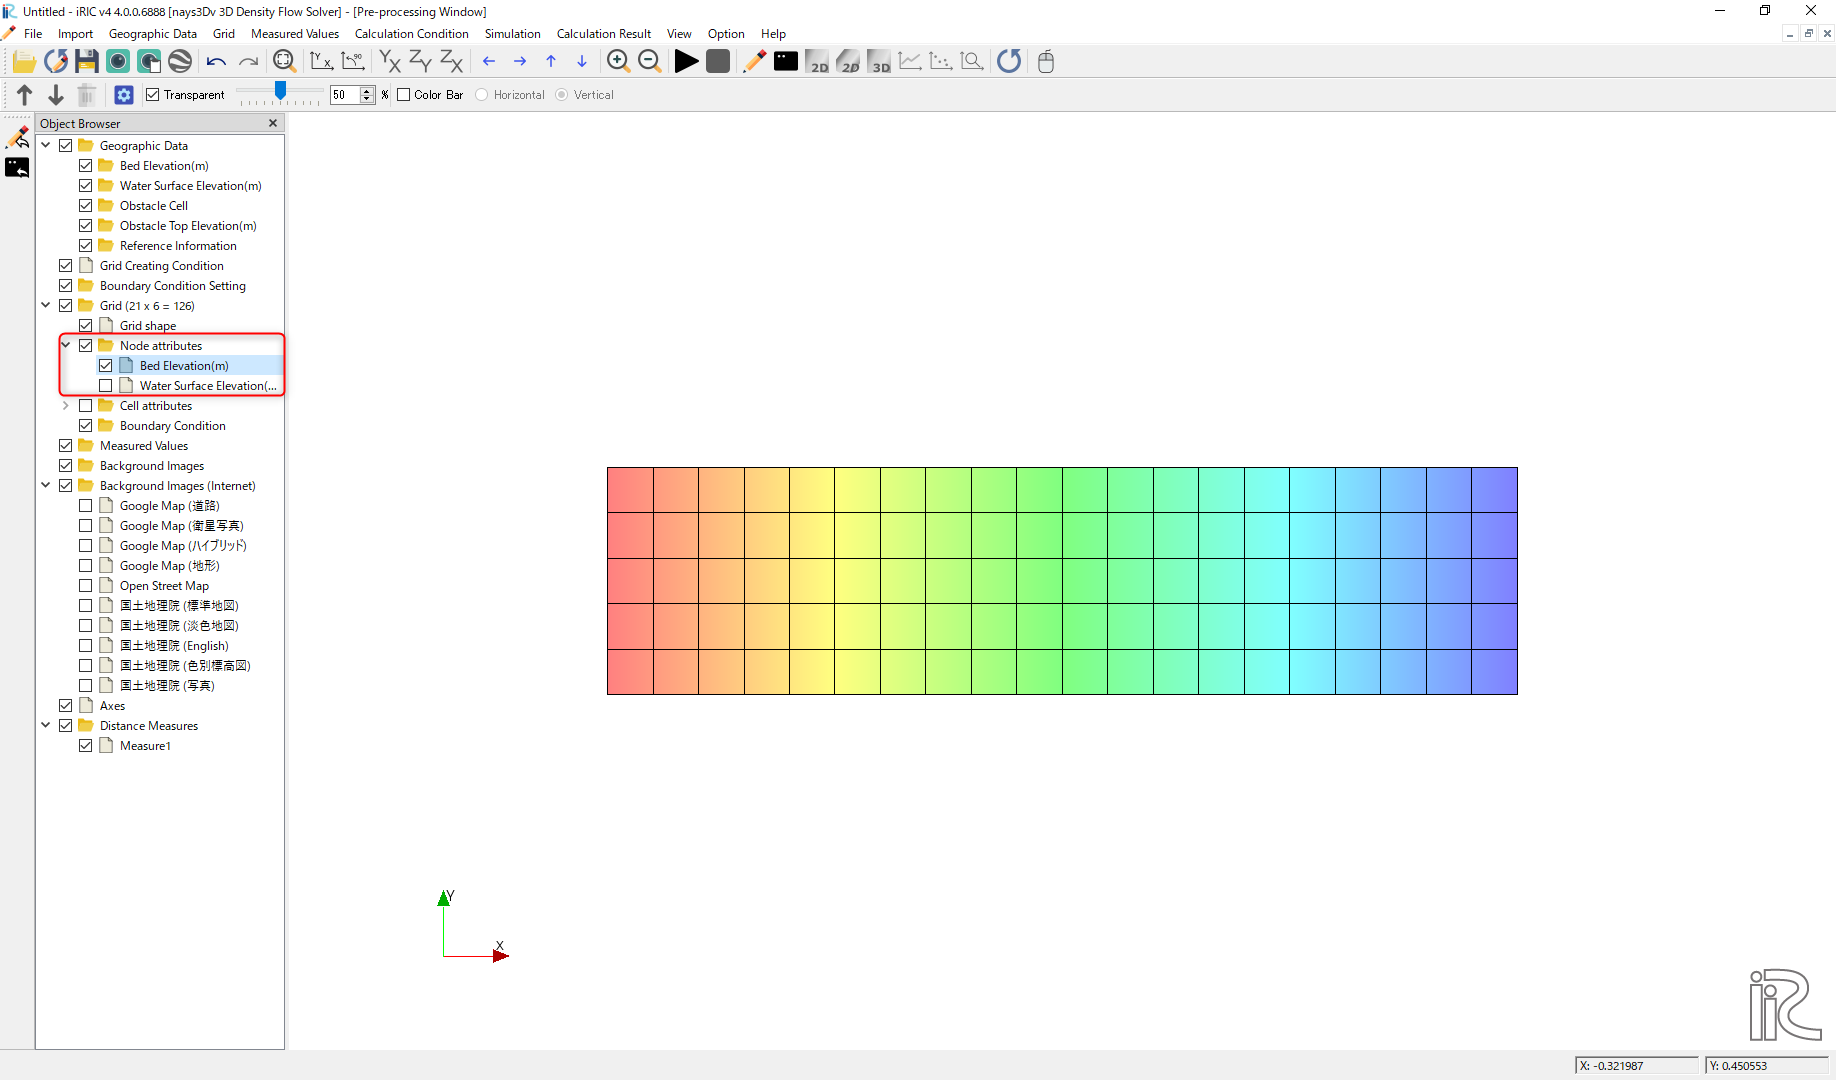 Untitled - iRIC v4 4.0.0.6888 [nays3Dv 3D Density Flow Solver] - [Pre-processing Window]
File Import Geographic Data Grid Measured Values Calculation Condition Simulation Calculation Result View Option Help
Y X -90 YX ZY ZX 2D 2D 3D
Transparent 50 % Color Bar Horizontal Vertical
Object Browser
Geographic Data
Bed Elevation(m)
Water Surface Elevation(m)
Obstacle Cell
Obstacle Top Elevation(m)
Reference Information
Grid Creating Condition
Boundary Condition Setting
Grid (21 x 6 = 126)
Grid shape
Node attributes
Bed Elevation(m)
Water Surface Elevation(...
Cell attributes
Boundary Condition
Measured Values
Background Images
Background Images (Internet)
Google Map (道路)
Google Map (衛星写真)
Google Map (ハイブリッド)
Google Map (地形)
Open Street Map
国土地理院 (標準地図)
国土地理院 (淡色地図)
国土地理院 (English)
国土地理院 (色別標高図)
国土地理院 (写真)
Axes
Distance Measures
Measure1
Y
X
iRIC
X: -0.321987
Y: 0.450553